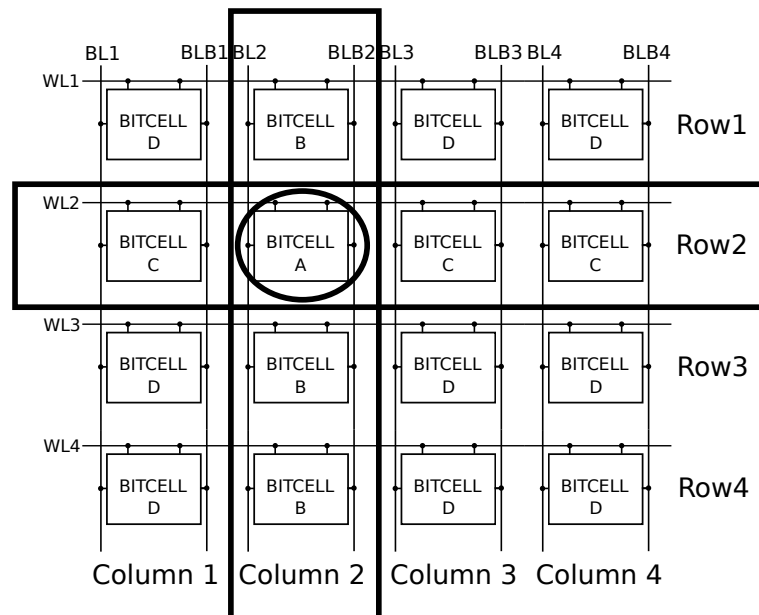 BL1 BLB1 BL2 BLB2 BL3 BLB3 BL4 BLB4
WL1
BITCELL BITCELL BITCELL BITCELL Row1
D B D D
WL2
BITCELL BITCELL BITCELL BITCELL Row2
C A C C
WL3
BITCELL BITCELL BITCELL BITCELL Row3
D B D D
WL4
BITCELL BITCELL BITCELL BITCELL Row4
D B D D
Column 1 Column 2 Column 3 Column 4